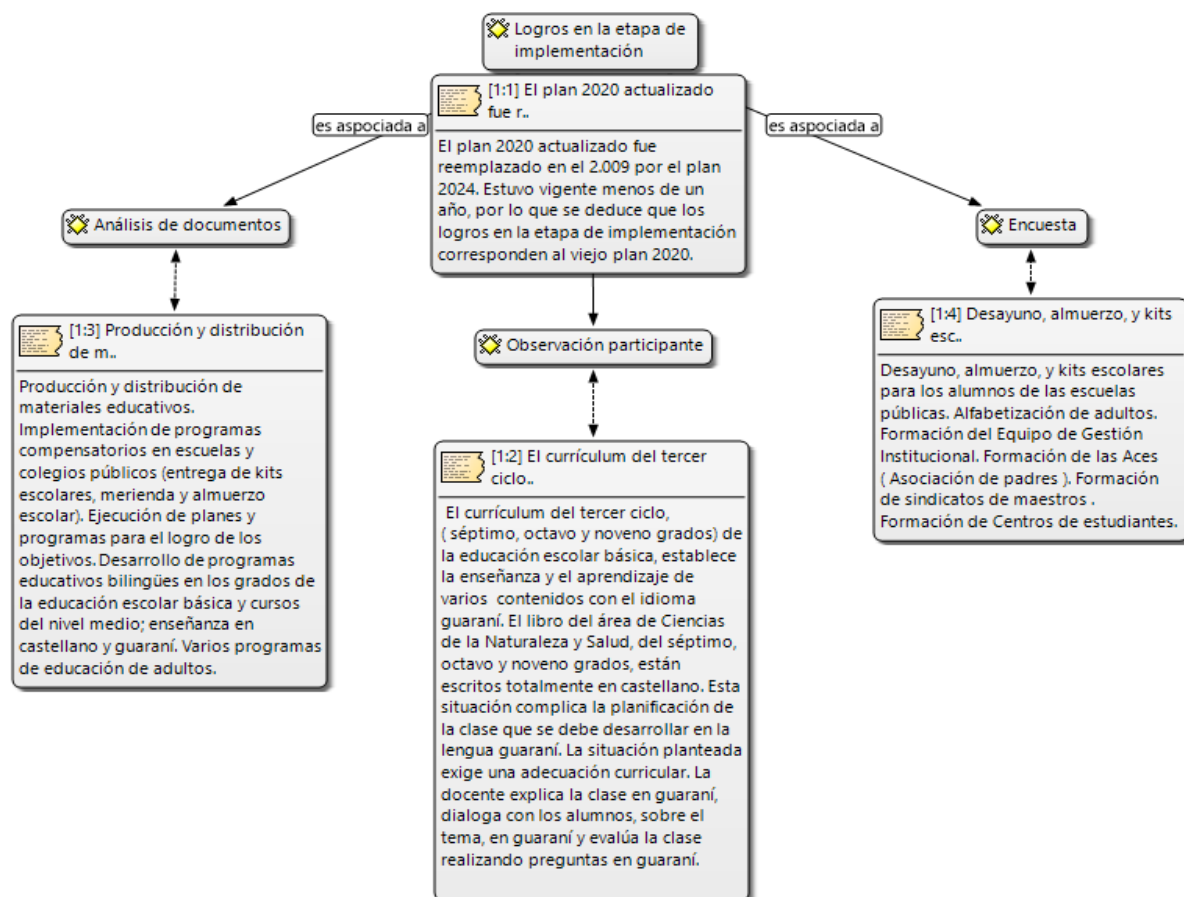 Logros en la etapa de
implementación
[1:1] El plan 2020 actualizado
fue r..
El plan 2020 actualizado fue
reemplazado en el 2.009 por el plan
2024. Estuvo vigente menos de un
año, por lo que se deduce que los
logros en la etapa de implementación
corresponden al viejo plan 2020.
es aspociada a
es aspociada a
Análisis de documentos
[1:3] Producción y distribución
de m..
Producción y distribución de
materiales educativos.
Implementación de programas
compensatorios en escuelas y
colegios públicos (entrega de kits
escolares, merienda y almuerzo
escolar). Ejecución de planes y
programas para el logro de los
objetivos. Desarrollo de programas
educativos bilingües en los grados de
la educación escolar básica y cursos
del nivel medio; enseñanza en
castellano y guaraní. Varios programas
de educación de adultos.
Observación participante
[1:2] El currículum del tercer
ciclo..
El currículum del tercer ciclo,
( séptimo, octavo y noveno grados) de
la educación escolar básica, establece
la enseñanza y el aprendizaje de
varios contenidos con el idioma
guaraní. El libro del área de Ciencias
de la Naturaleza y Salud, del séptimo,
octavo y noveno grados, están
escritos totalmente en castellano. Esta
situación complica la planificación de
la clase que se debe desarrollar en la
lengua guaraní. La situación planteada
exige una adecuación curricular. La
docente explica la clase en guaraní,
dialoga con los alumnos, sobre el
tema, en guaraní y evalúa la clase
realizando preguntas en guaraní.
Encuesta
[1:4] Desayuno, almuerzo, y kits
esc..
Desayuno, almuerzo, y kits escolares
para los alumnos de las escuelas
públicas. Alfabetización de adultos.
Formación del Equipo de Gestión
Institucional. Formación de las Aces
( Asociación de padres ). Formación
de sindicatos de maestros .
Formación de Centros de estudiantes.